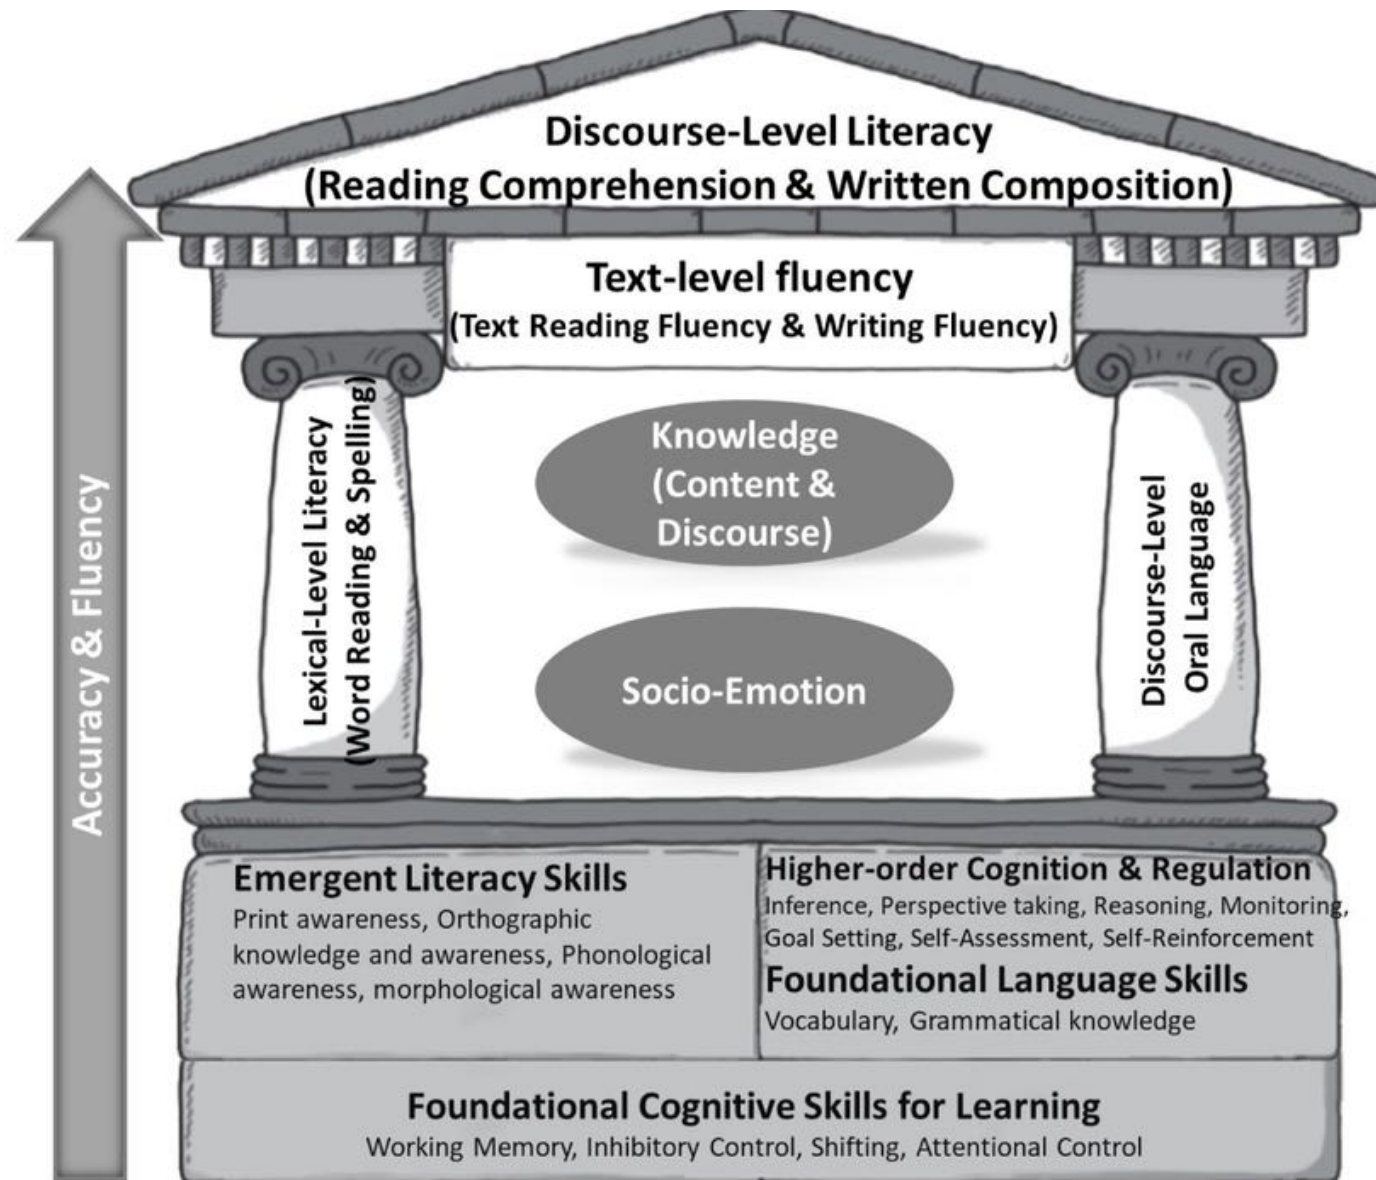 Discourse-Level Literacy
(Reading Comprehension & Written Composition)
Text-level fluency
(Text Reading Fluency & Writing Fluency)
Accuracy & Fluency
Lexical-Level Literacy
(Word Reading & Spelling)
Knowledge
(Content &
Discourse)
Socio-Emotion
Discourse-Level
Oral Language
Emergent Literacy Skills
Print awareness, Orthographic
knowledge and awareness, Phonological
awareness, morphological awareness
Higher-order Cognition & Regulation
Inference, Perspective taking, Reasoning, Monitoring,
Goal Setting, Self-Assessment, Self-Reinforcement
Foundational Language Skills
Vocabulary, Grammatical knowledge
Foundational Cognitive Skills for Learning
Working Memory, Inhibitory Control, Shifting, Attentional Control